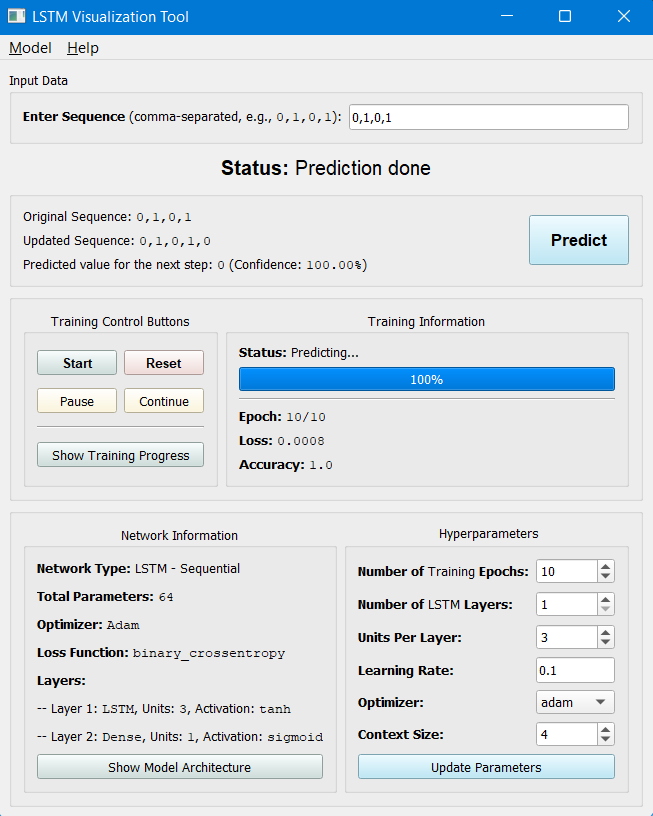 LSTM Visualization Tool
Model Help
Input Data
Enter Sequence (comma-separated, e.g., 0,1,0,1): 0,1,0,1
Status: Prediction done
Original Sequence: 0,1,0,1
Updated Sequence: 0,1,0,1,0
Predicted value for the next step: 0 (Confidence: 100.00%)
Predict
Training Control Buttons
Start Reset
Pause Continue
Show Training Progress
Training Information
Status: Predicting...
100%
Epoch: 10/10
Loss: 0.0008
Accuracy: 1.0
Network Information
Network Type: LSTM - Sequential
Total Parameters: 64
Optimizer: Adam
Loss Function: binary_crossentropy
Layers:
-- Layer 1: LSTM, Units: 3, Activation: tanh
-- Layer 2: Dense, Units: 1, Activation: sigmoid
Show Model Architecture
Hyperparameters
Number of Training Epochs: 10
Number of LSTM Layers: 1
Units Per Layer: 3
Learning Rate: 0.1
Optimizer: adam
Context Size: 4
Update Parameters